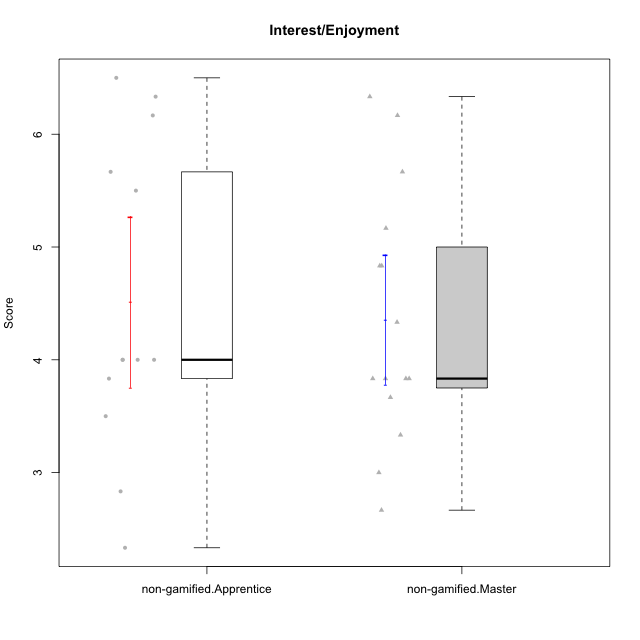 Interest/Enjoyment
Score
6
5
4
3
non-gamified.Apprentice
non-gamified.Master